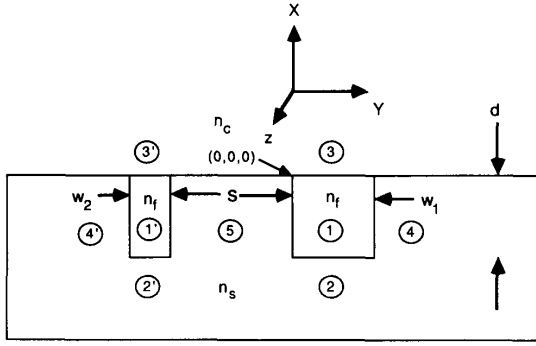 X
Y
z
n_c
(0,0,0)
d
3'
3
w_2
n_f
S
n_f
w_1
4'
1'
5
1
4
2'
n_s
2